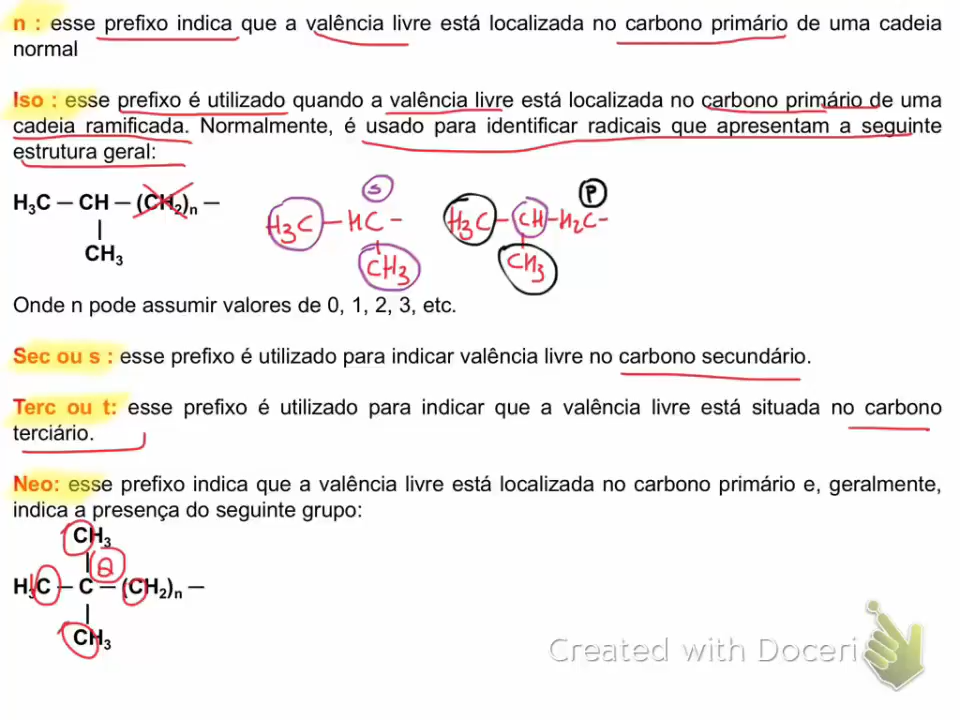 n : esse prefixo indica que a valência livre está localizada no carbono primário de uma cadeia
normal
Iso : esse prefixo é utilizado quando a valência livre está localizada no carbono primário de uma
cadeia ramificada. Normalmente, é usado para identificar radicais que apresentam a seguinte
estrutura geral:
S
P
H₃C — CH — (CH₂)ₙ —
H₃C — HC -
H₃C - CH - H₂C -
|
CH₃
CH₃
CH₃
Onde n pode assumir valores de 0, 1, 2, 3, etc.
Sec ou s : esse prefixo é utilizado para indicar valência livre no carbono secundário.
Terc ou t: esse prefixo é utilizado para indicar que a valência livre está situada no carbono
terciário.
Neo: esse prefixo indica que a valência livre está localizada no carbono primário e, geralmente,
indica a presença do seguinte grupo:
CH₃
|
H₃C — C — (CH₂)ₙ —
|
CH₃
Created with Doceri